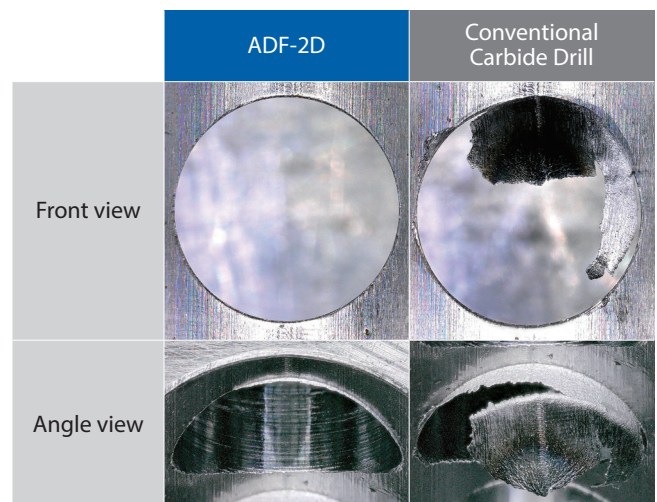 ADF-2D
Conventional
Carbide Drill
Front view
Angle view